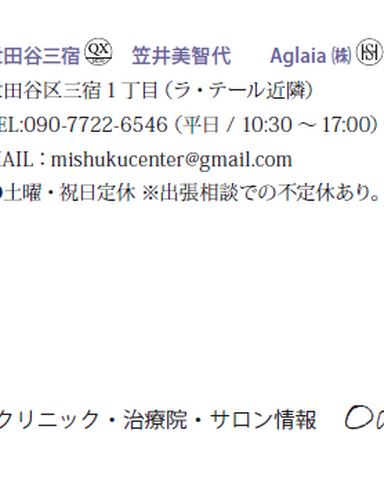 世田谷三宿 QX 笠井美智代 Aglaia ㈱ HS
世田谷区三宿 1 丁目（ラ・テール近隣）
TEL:090-7722-6546（平日 / 10:30 ～ 17:00）
MAIL：mishukucenter@gmail.com
土曜・祝日定休 ※出張相談での不定休あり。
クリニック・治療院・サロン情報